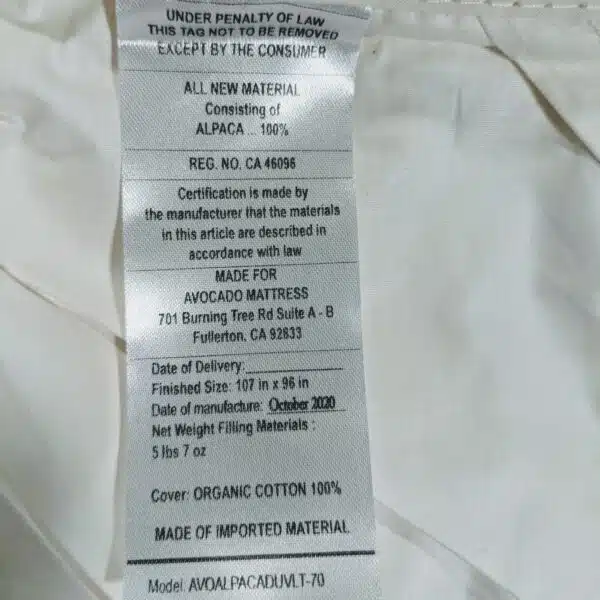 UNDER PENALTY OF LAW
THIS TAG NOT TO BE REMOVED
EXCEPT BY THE CONSUMER
ALL NEW MATERIAL
Consisting of
ALPACA ... 100%
REG. NO. CA 46096
Certification is made by
the manufacturer that the materials
in this article are described in
accordance with law
MADE FOR
AVOCADO MATTRESS
701 Burning Tree Rd Suite A - B
Fullerton, CA 92833
Date of Delivery:
Finished Size: 107 in x 96 in
Date of manufacture: October 2020
Net Weight Filling Materials :
5 lbs 7 oz
Cover: ORGANIC COTTON 100%
MADE OF IMPORTED MATERIAL
Model: AVOALPACADUVLT-70